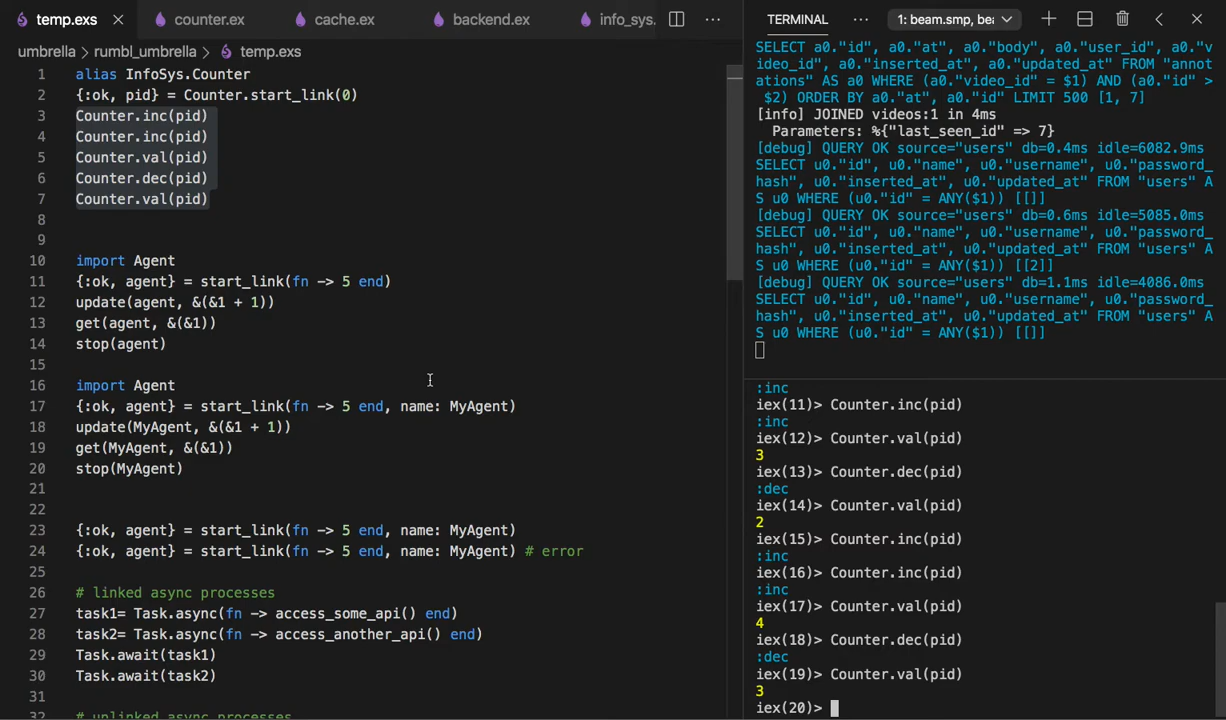 temp.exs
counter.ex
cache.ex
backend.ex
info_sys.
umbrella > rumbl_umbrella > temp.exs
1 alias InfoSys.Counter
2 {:ok, pid} = Counter.start_link(0)
3 Counter.inc(pid)
4 Counter.inc(pid)
5 Counter.val(pid)
6 Counter.dec(pid)
7 Counter.val(pid)
8
9
10 import Agent
11 {:ok, agent} = start_link(fn -> 5 end)
12 update(agent, &(&1 + 1))
13 get(agent, &(&1))
14 stop(agent)
15
16 import Agent
17 {:ok, agent} = start_link(fn -> 5 end, name: MyAgent)
18 update(MyAgent, &(&1 + 1))
19 get(MyAgent, &(&1))
20 stop(MyAgent)
21
22
23 {:ok, agent} = start_link(fn -> 5 end, name: MyAgent)
24 {:ok, agent} = start_link(fn -> 5 end, name: MyAgent) # error
25
26 # linked async processes
27 task1= Task.async(fn -> access_some_api() end)
28 task2= Task.async(fn -> access_another_api() end)
29 Task.await(task1)
30 Task.await(task2)
31
32 # unlinked async processes
TERMINAL
1: beam.smp, bea
SELECT a0."id", a0."at", a0."body", a0."user_id", a0."v
ideo_id", a0."inserted_at", a0."updated_at" FROM "annot
ations" AS a0 WHERE (a0."video_id" = $1) AND (a0."id" >
$2) ORDER BY a0."at", a0."id" LIMIT 500 [1, 7]
[info] JOINED videos:1 in 4ms
Parameters: %{"last_seen_id" => 7}
[debug] QUERY OK source="users" db=0.4ms idle=6082.9ms
SELECT u0."id", u0."name", u0."username", u0."password_
hash", u0."inserted_at", u0."updated_at" FROM "users" A
S u0 WHERE (u0."id" = ANY($1)) [[]]
[debug] QUERY OK source="users" db=0.6ms idle=5085.0ms
SELECT u0."id", u0."name", u0."username", u0."password_
hash", u0."inserted_at", u0."updated_at" FROM "users" A
S u0 WHERE (u0."id" = ANY($1)) [[2]]
[debug] QUERY OK source="users" db=1.1ms idle=4086.0ms
SELECT u0."id", u0."name", u0."username", u0."password_
hash", u0."inserted_at", u0."updated_at" FROM "users" A
S u0 WHERE (u0."id" = ANY($1)) [[]]
:inc
iex(11)> Counter.inc(pid)
:inc
iex(12)> Counter.val(pid)
3
iex(13)> Counter.dec(pid)
:dec
iex(14)> Counter.val(pid)
2
iex(15)> Counter.inc(pid)
:inc
iex(16)> Counter.inc(pid)
:inc
iex(17)> Counter.val(pid)
4
iex(18)> Counter.dec(pid)
:dec
iex(19)> Counter.val(pid)
3
iex(20)>